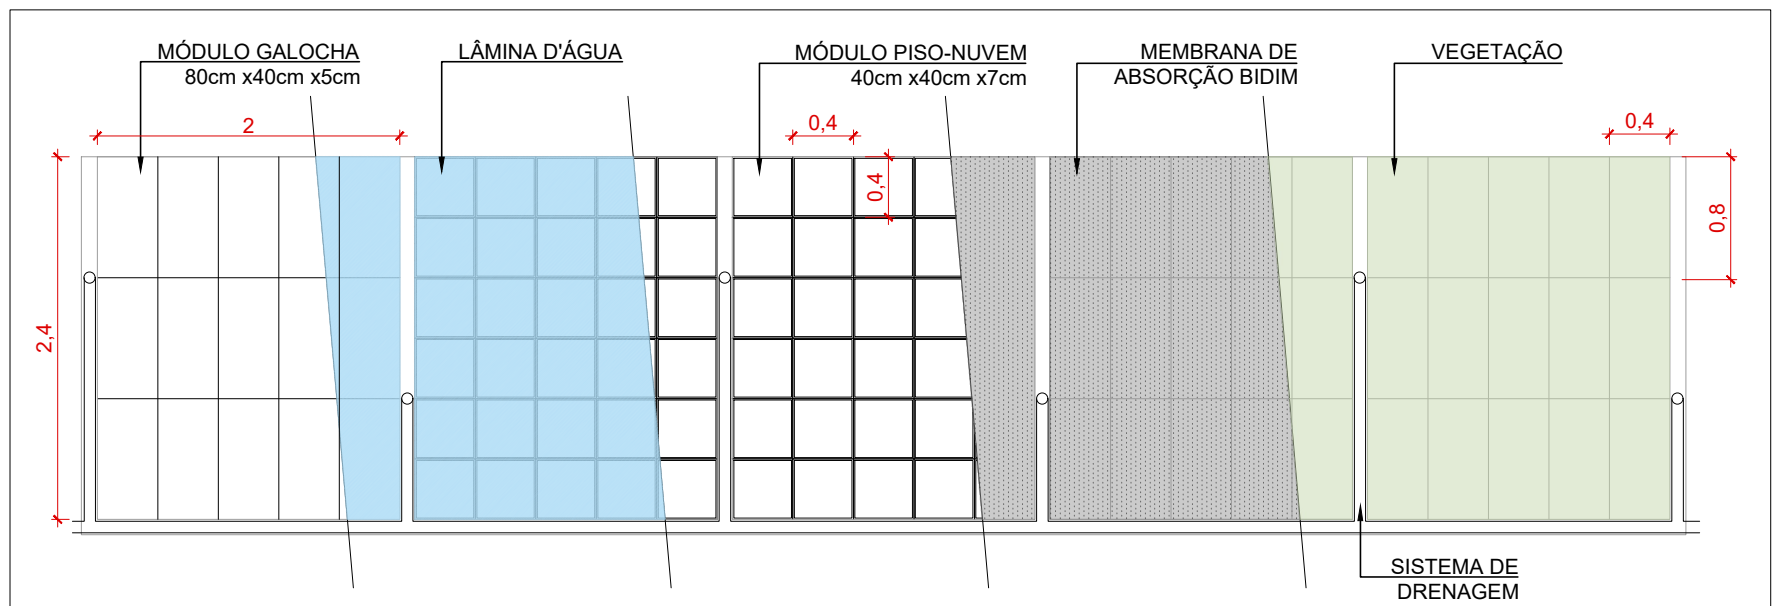 MÓDULO GALOCHA
80cm x40cm x5cm
LÂMINA D'ÁGUA
MÓDULO PISO-NUVEM
40cm x40cm x7cm
MEMBRANA DE
ABSORÇÃO BIDIM
VEGETAÇÃO
2
0,4
0,4
0,4
0,8
2,4
SISTEMA DE
DRENAGEM